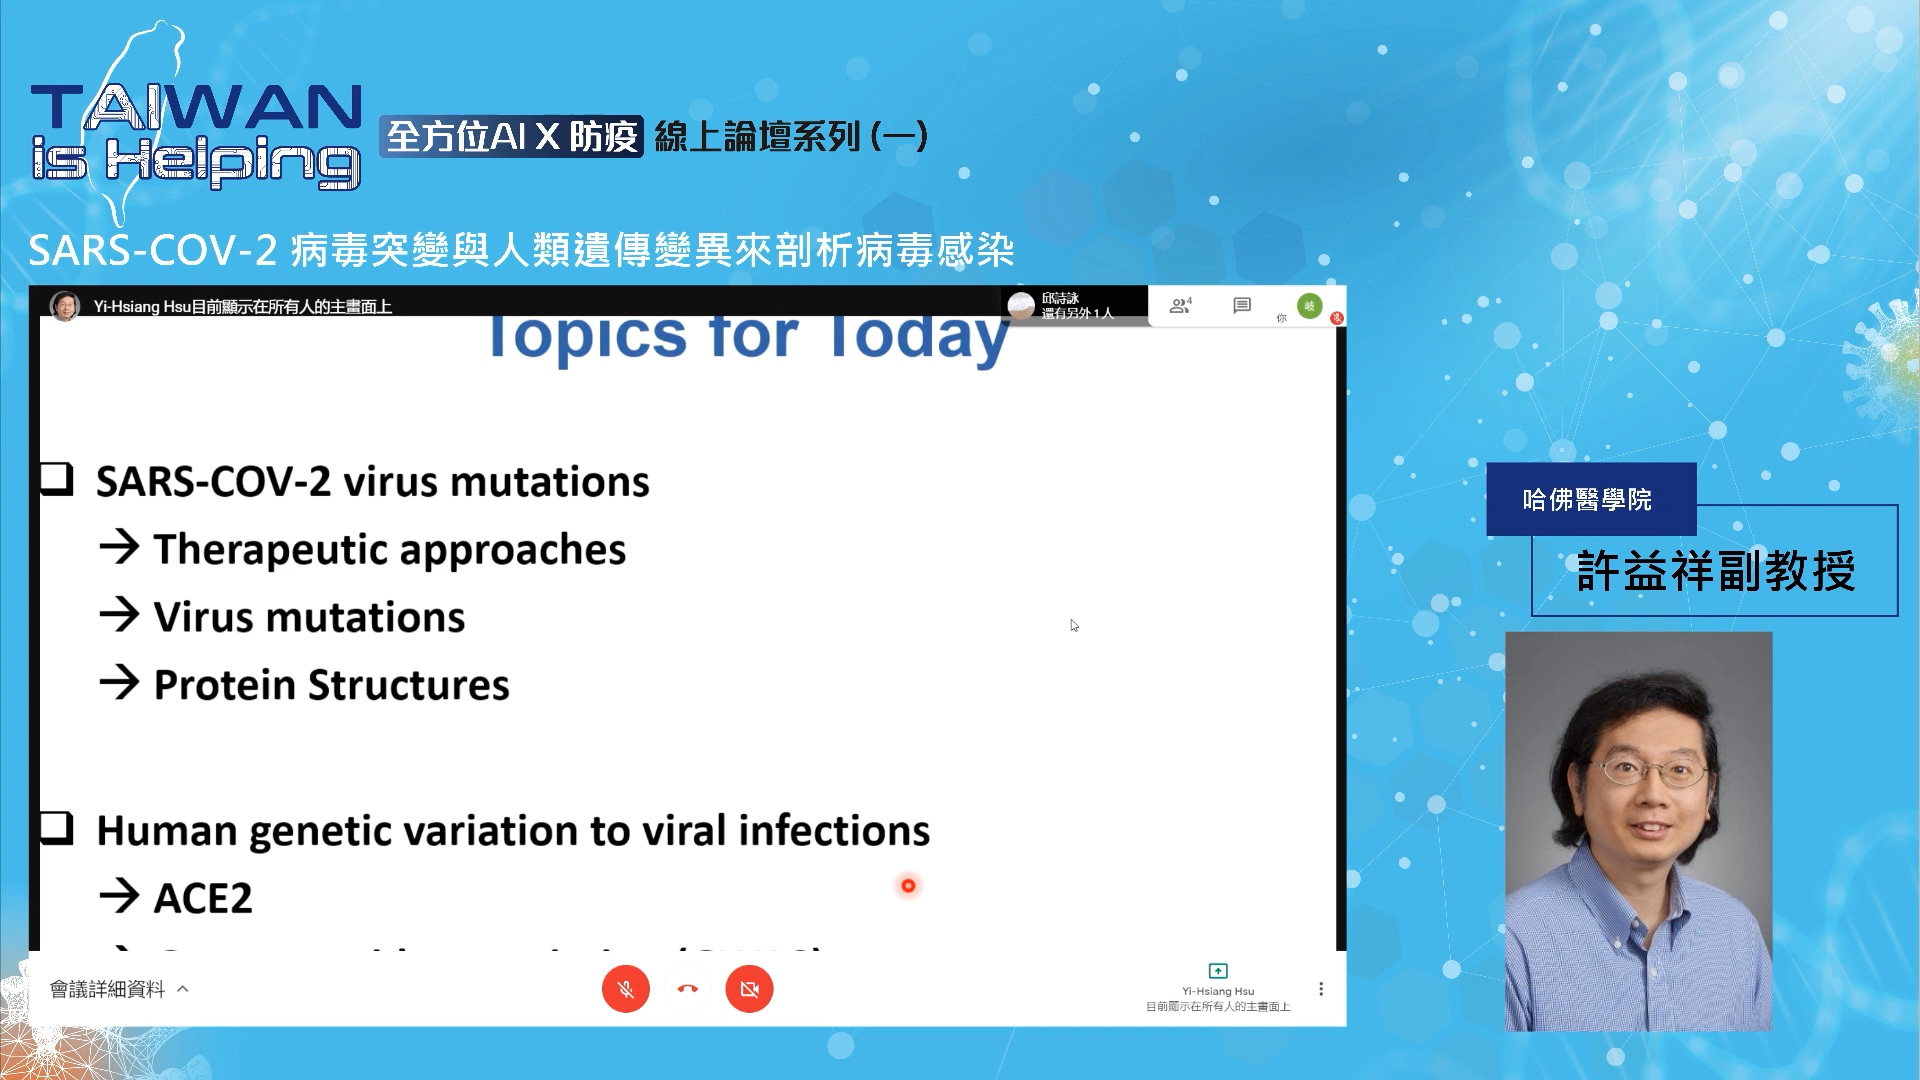 TAIWAN
is Helping
全方位AI X 防疫 線上論壇系列 (一)
SARS-COV-2 病毒突變與人類遺傳變異來剖析病毒感染
Yi-Hsiang Hsu目前顯示在所有人的主畫面上
邱詩詠
還有另外 1 人
4
你
岐
Topics for Today
SARS-COV-2 virus mutations
→ Therapeutic approaches
→ Virus mutations
→ Protein Structures
Human genetic variation to viral infections
→ ACE2
會議詳細資料
Yi-Hsiang Hsu
目前顯示在所有人的主畫面上
哈佛醫學院
許益祥副教授